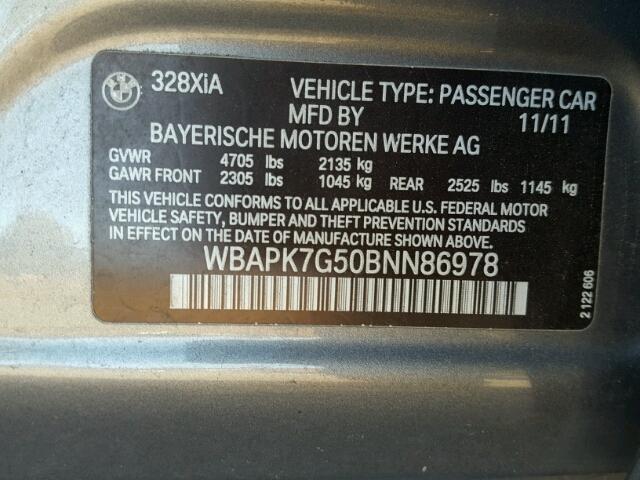 328XiA VEHICLE TYPE: PASSENGER CAR
MFD BY 11/11
BAYERISCHE MOTOREN WERKE AG
GVWR 4705 lbs 2135 kg
GAWR FRONT 2305 lbs 1045 kg REAR 2525 lbs 1145 kg
THIS VEHICLE CONFORMS TO ALL APPLICABLE U.S. FEDERAL MOTOR
VEHICLE SAFETY, BUMPER AND THEFT PREVENTION STANDARDS
IN EFFECT ON THE DATE OF MANUFACTURE SHOWN ABOVE.
WBAPK7G50BNN86978
2 122 606